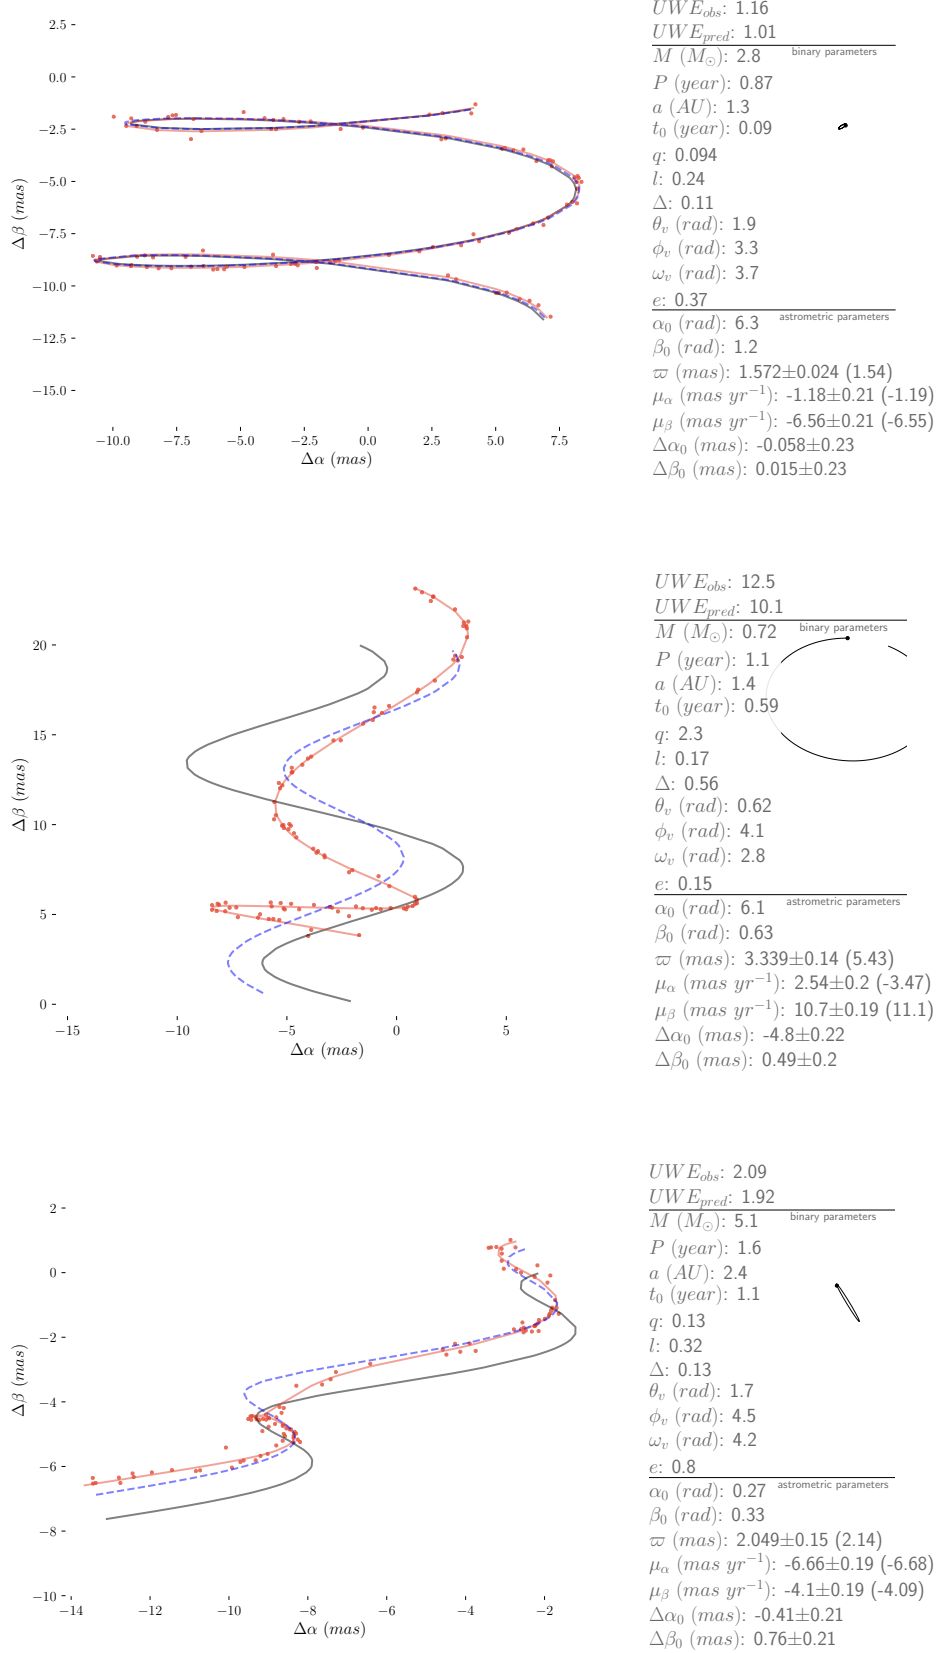 UWE_obs: 1.16
UWE_pred: 1.01
binary parameters
M (M_⊙): 2.8
P (year): 0.87
a (AU): 1.3
t_0 (year): 0.09
q: 0.094
l: 0.24
Δ: 0.11
θ_v (rad): 1.9
φ_v (rad): 3.3
ω_v (rad): 3.7
e: 0.37
astrometric parameters
α_0 (rad): 6.3
β_0 (rad): 1.2
ϖ (mas): 1.572±0.024 (1.54)
μ_α (mas yr^−1): -1.18±0.21 (-1.19)
μ_β (mas yr^−1): -6.56±0.21 (-6.55)
Δα_0 (mas): -0.058±0.23
Δβ_0 (mas): 0.015±0.23
2.5
0.0
−2.5
−5.0
−7.5
−10.0
−12.5
−15.0
Δβ (mas)
−10.0 −7.5 −5.0 −2.5 0.0 2.5 5.0 7.5
Δα (mas)
UWE_obs: 12.5
UWE_pred: 10.1
binary parameters
M (M_⊙): 0.72
P (year): 1.1
a (AU): 1.4
t_0 (year): 0.59
q: 2.3
l: 0.17
Δ: 0.56
θ_v (rad): 0.62
φ_v (rad): 4.1
ω_v (rad): 2.8
e: 0.15
astrometric parameters
α_0 (rad): 6.1
β_0 (rad): 0.63
ϖ (mas): 3.339±0.14 (5.43)
μ_α (mas yr^−1): 2.54±0.2 (-3.47)
μ_β (mas yr^−1): 10.7±0.19 (11.1)
Δα_0 (mas): -4.8±0.22
Δβ_0 (mas): 0.49±0.2
20
15
10
5
0
Δβ (mas)
−15 −10 −5 0 5
Δα (mas)
UWE_obs: 2.09
UWE_pred: 1.92
binary parameters
M (M_⊙): 5.1
P (year): 1.6
a (AU): 2.4
t_0 (year): 1.1
q: 0.13
l: 0.32
Δ: 0.13
θ_v (rad): 1.7
φ_v (rad): 4.5
ω_v (rad): 4.2
e: 0.8
astrometric parameters
α_0 (rad): 0.27
β_0 (rad): 0.33
ϖ (mas): 2.049±0.15 (2.14)
μ_α (mas yr^−1): -6.66±0.19 (-6.68)
μ_β (mas yr^−1): -4.1±0.19 (-4.09)
Δα_0 (mas): -0.41±0.21
Δβ_0 (mas): 0.76±0.21
2
0
−2
−4
−6
−8
−10
Δβ (mas)
−14 −12 −10 −8 −6 −4 −2
Δα (mas)